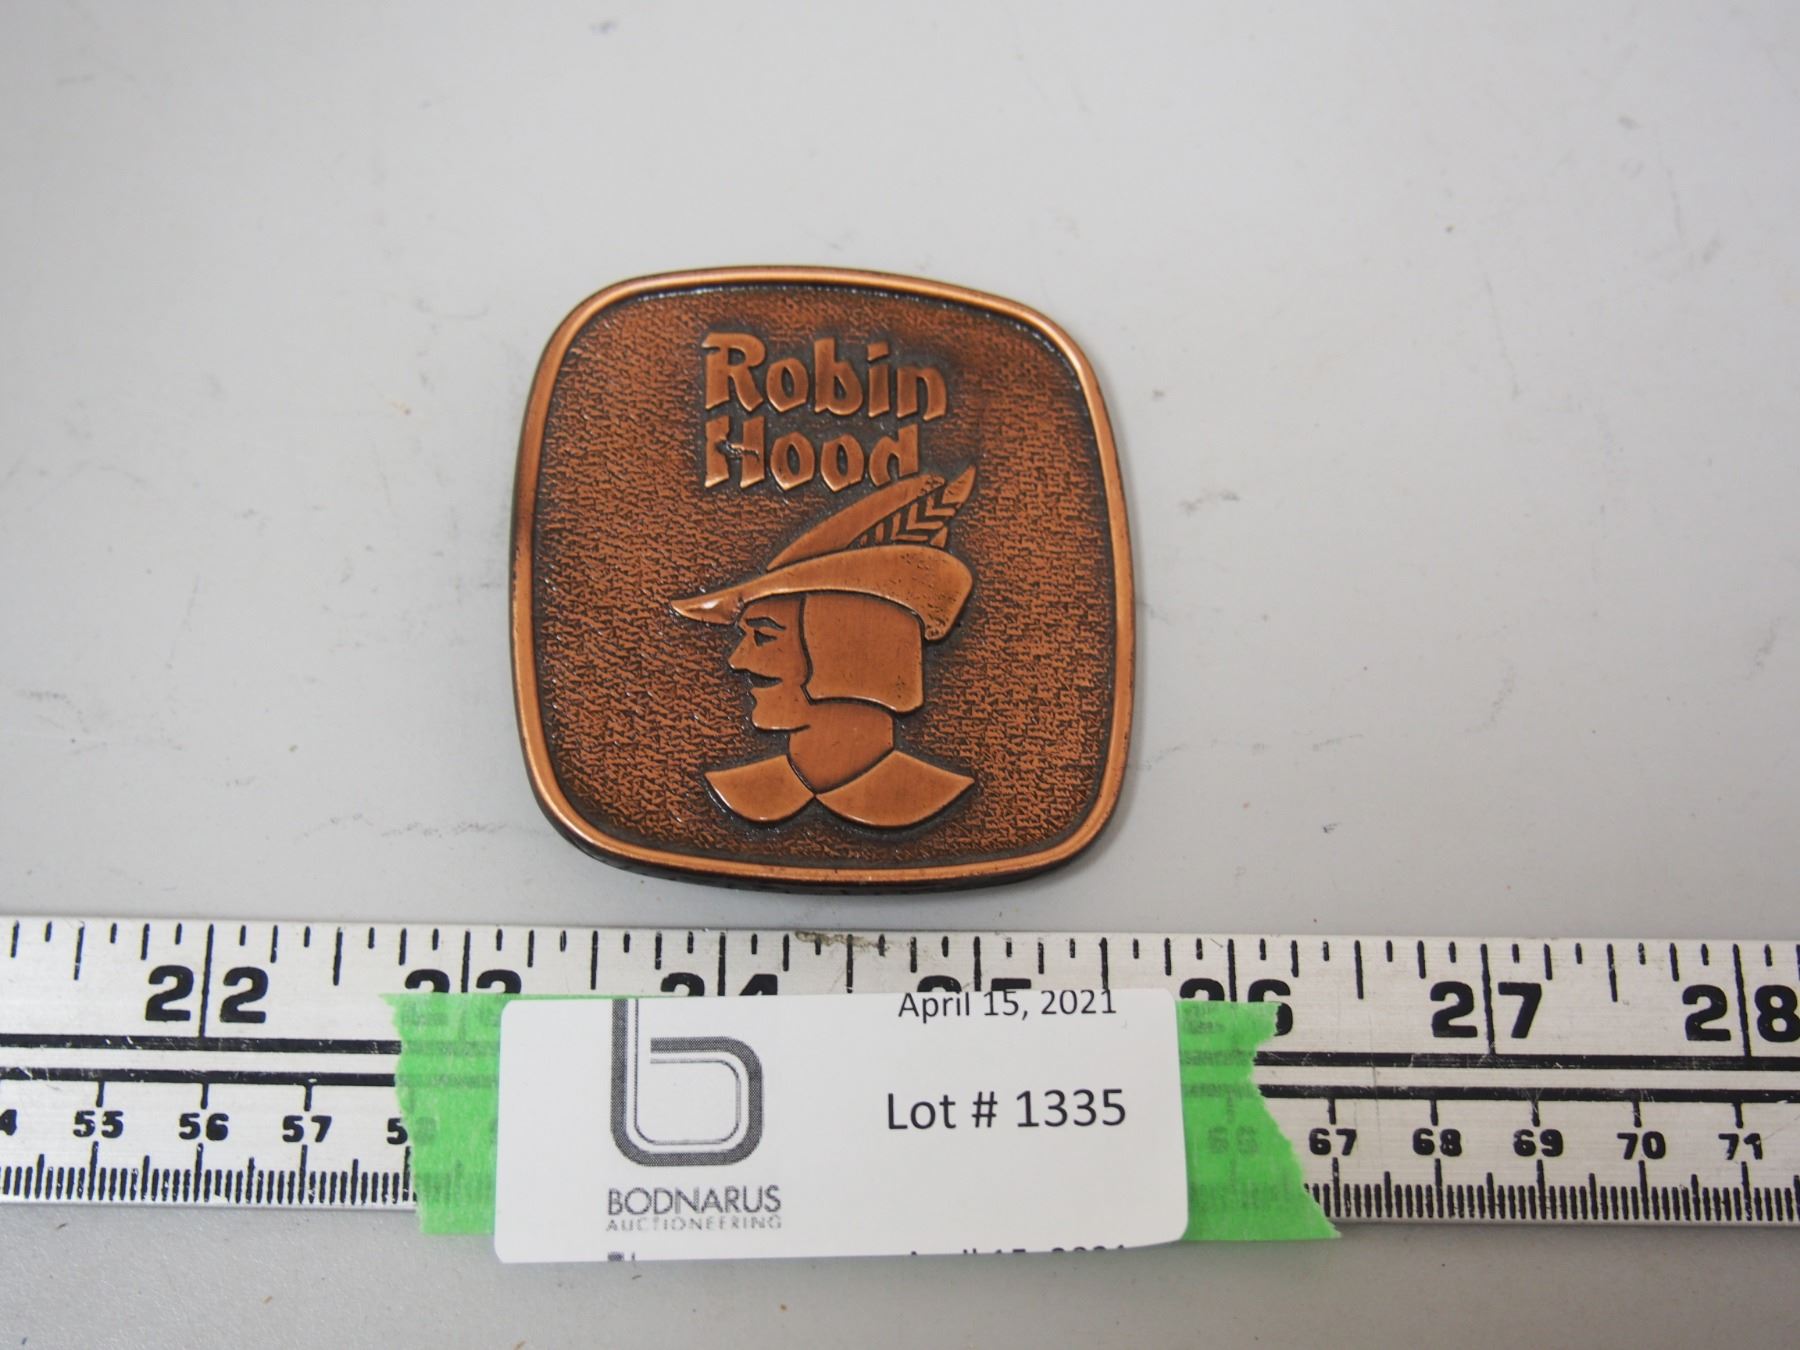 Robin
Hood
22 23 24 25 26 27 28
April 15, 2021
Lot # 1335
55 56 57 67 68 69 70 71
BODNARUS
AUCTIONEERING